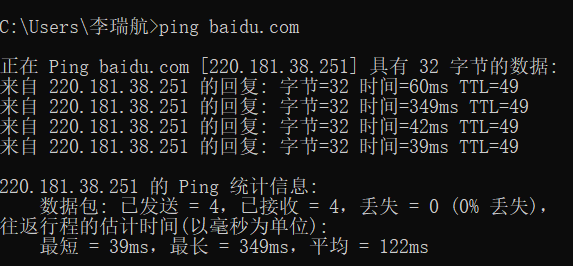 C:\Users\李瑞航>ping baidu.com
正在 Ping baidu.com [220.181.38.251] 具有 32 字节的数据:
来自 220.181.38.251 的回复: 字节=32 时间=60ms TTL=49
来自 220.181.38.251 的回复: 字节=32 时间=349ms TTL=49
来自 220.181.38.251 的回复: 字节=32 时间=42ms TTL=49
来自 220.181.38.251 的回复: 字节=32 时间=39ms TTL=49
220.181.38.251 的 Ping 统计信息:
数据包: 已发送 = 4，已接收 = 4，丢失 = 0 (0% 丢失)，
往返行程的估计时间(以毫秒为单位):
最短 = 39ms，最长 = 349ms，平均 = 122ms